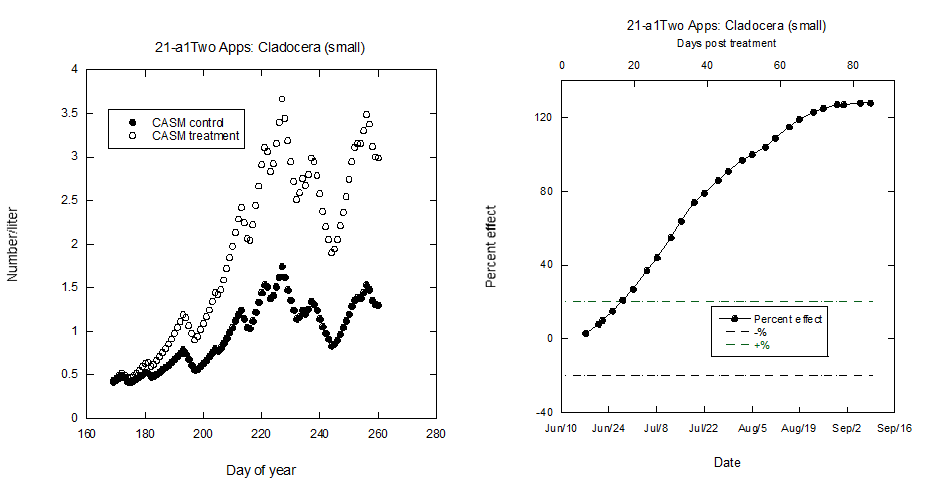 21-a1Two Apps: Cladocera (small)
4
3.5
3
2.5
2
1.5
1
0.5
0
Number/liter
CASM control
CASM treatment
160 180 200 220 240 260 280
Day of year
21-a1Two Apps: Cladocera (small)
Days post treatment
0 20 40 60 80
120
80
40
0
-40
Percent effect
Percent effect
-%
+%
Jun/10 Jun/24 Jul/8 Jul/22 Aug/5 Aug/19 Sep/2 Sep/16
Date